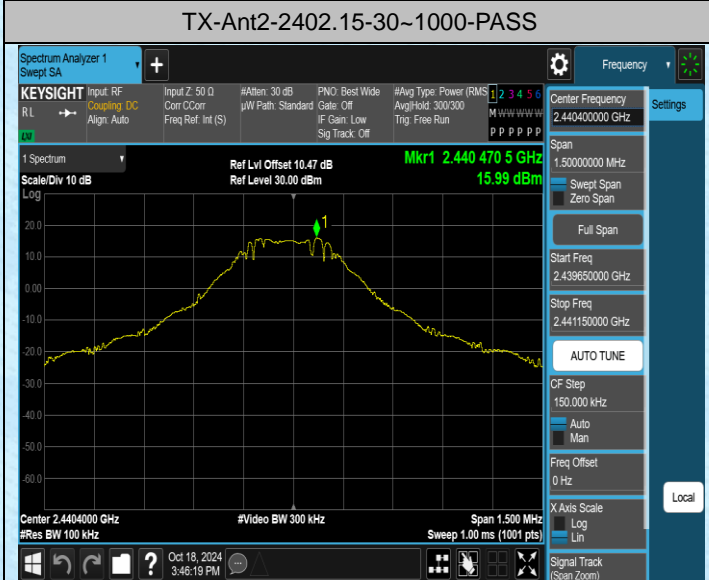 TX-Ant2-2402.15-30~1000-PASS
Spectrum Analyzer 1
Swept SA
+
Frequency
KEYSIGHT
RL
LXI
Input: RF
Coupling: DC
Align: Auto
Input Z: 50 Ω
Corr CCorr
Freq Ref: Int (S)
#Atten: 30 dB
µW Path: Standard
PNO: Best Wide
Gate: Off
IF Gain: Low
Sig Track: Off
#Avg Type: Power (RMS
Avg|Hold: 300/300
Trig: Free Run
1 2 3 4 5 6
M W W W W W
P P P P P P
Center Frequency
2.440400000 GHz
Settings
1 Spectrum
Scale/Div 10 dB
Log
Ref Lvl Offset 10.47 dB
Ref Level 30.00 dBm
Mkr1 2.440 470 5 GHz
15.99 dBm
Span
1.50000000 MHz
Swept Span
Zero Span
Full Span
Start Freq
2.439650000 GHz
Stop Freq
2.441150000 GHz
AUTO TUNE
CF Step
150.000 kHz
Auto
Man
Freq Offset
0 Hz
X Axis Scale
Log
Lin
Signal Track
(Span Zoom)
Local
1
20.0
10.0
0.00
-10.0
-20.0
-30.0
-40.0
-50.0
-60.0
Center 2.4404000 GHz
#Res BW 100 kHz
#Video BW 300 kHz
Span 1.500 MHz
Sweep 1.00 ms (1001 pts)
?
Oct 18, 2024
3:46:19 PM